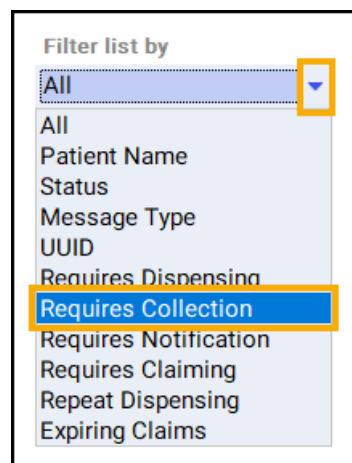 Filter list by
All
All
Patient Name
Status
Message Type
UUID
Requires Dispensing
Requires Collection
Requires Notification
Requires Claiming
Repeat Dispensing
Expiring Claims